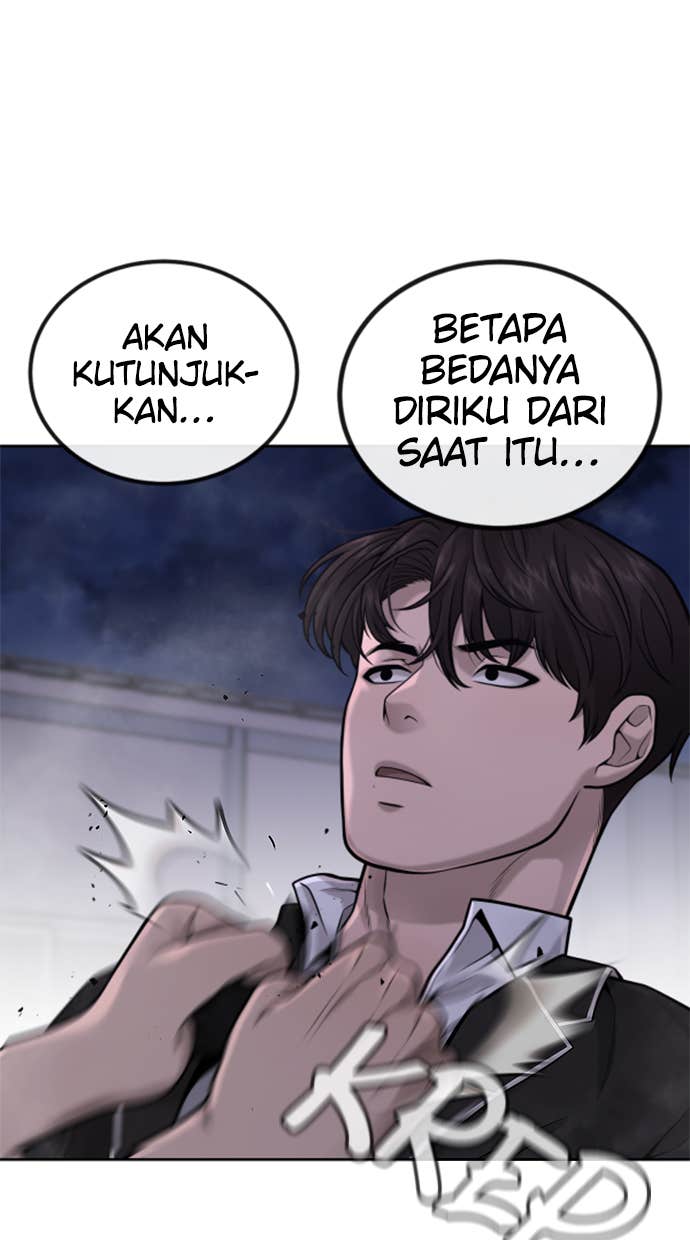 AKAN
KUTUNJUK-
KAN...
BETAPA
BEDANYA
DIRIKU DARI
SAAT ITU...
KREP